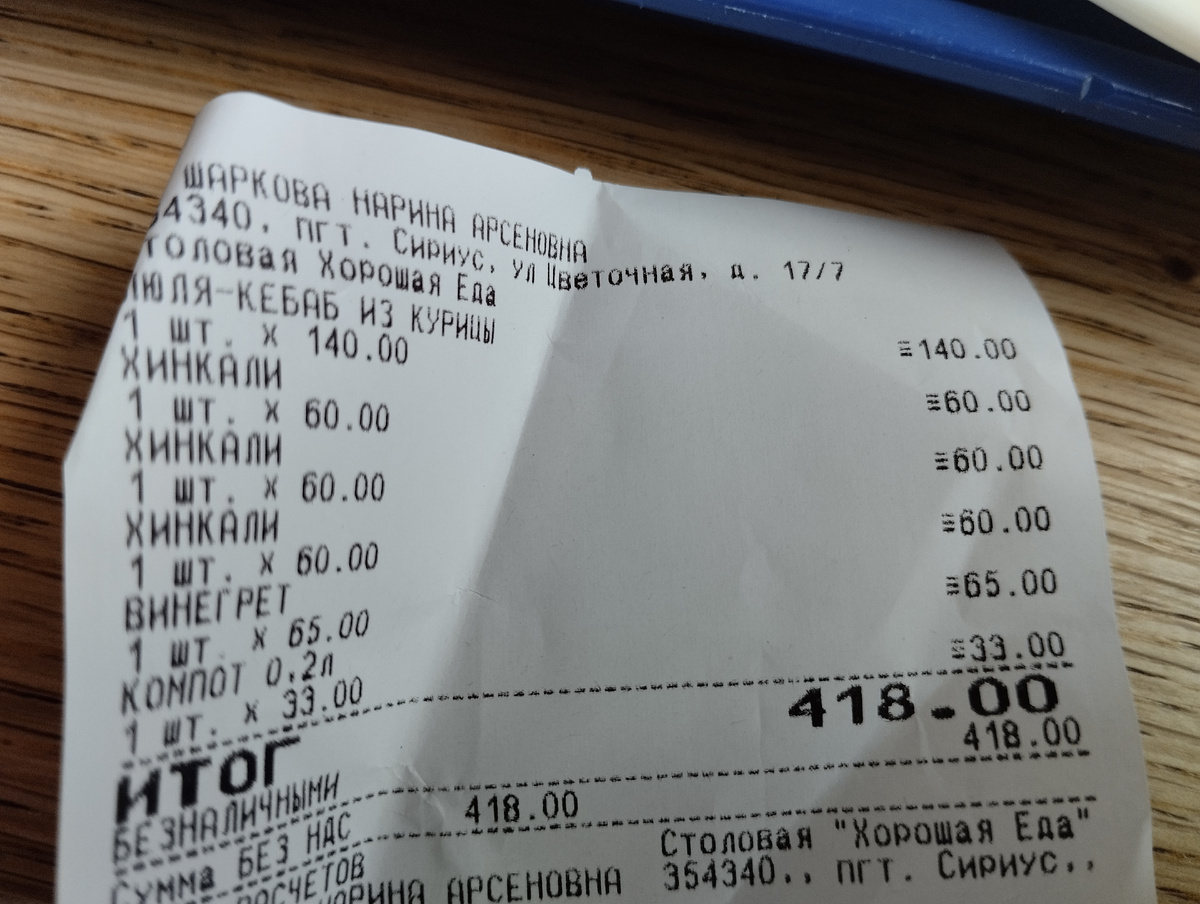 ШАРКОВА НАРИНА АРСЕНОВНА
4340, пгт. Сириус, ул Цветочная, д. 17/7
толовая Хорошая Еда
ЮЛЯ-КЕБАБ ИЗ КУРИЦЫ
1 шт. x 140.00 ≡140.00
ХИНКАЛИ
1 шт. x 60.00 ≡60.00
ХИНКАЛИ
1 шт. x 60.00 ≡60.00
ХИНКАЛИ
1 шт. x 60.00 ≡60.00
ВИНЕГРЕТ
1 шт. x 65.00 ≡65.00
КОМПОТ 0,2л
1 шт. x 33.00 ≡33.00
ИТОГ 418.00
БЕЗНАЛИЧНЫМИ 418.00
СУММА БЕЗ НДС 418.00
РАСЧЕТОВ Столовая "Хорошая Еда"
НАРИНА АРСЕНОВНА 354340,, пгт. Сириус,,